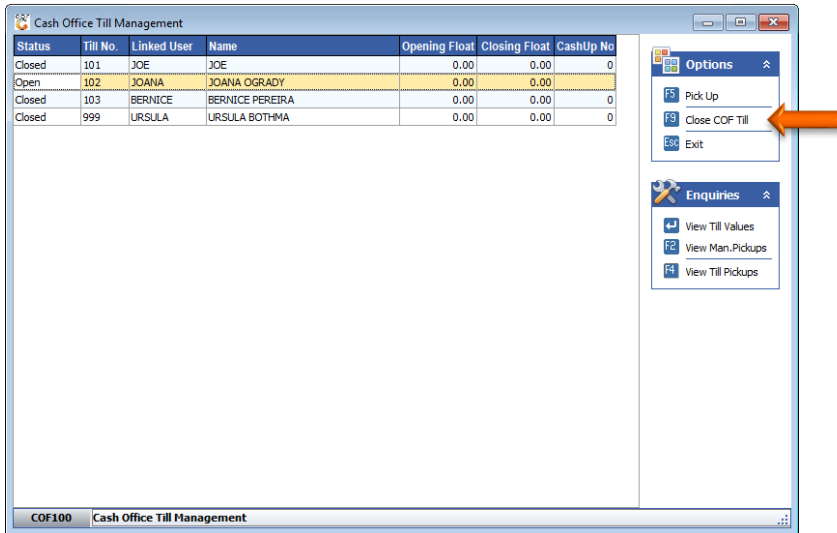 Cash Office Till Management
Status Till No. Linked User Name Opening Float Closing Float CashUp No
Closed 101 JOE JOE 0.00 0.00 0
Open 102 JOANA JOANA OGRADY 0.00 0.00
Closed 103 BERNICE BERNICE PEREIRA 0.00 0.00 0
Closed 999 URSULA URSULA BOTHMA 0.00 0.00 0
Options
F5 Pick Up
F9 Close COF Till
Esc Exit
Enquiries
View Till Values
F2 View Man.Pickups
F4 View Till Pickups
COF100 Cash Office Till Management